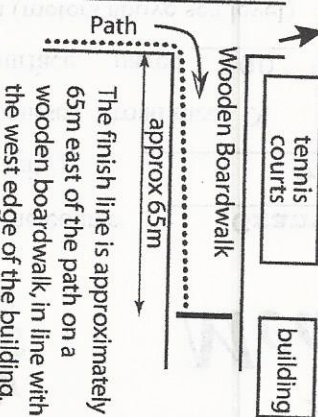 Path
Wooden Boardwalk
tennis
courts
building
approx 65m
The finish line is approximately
65m east of the path on a
woden boardwalk, in line with
the west edge of the building.